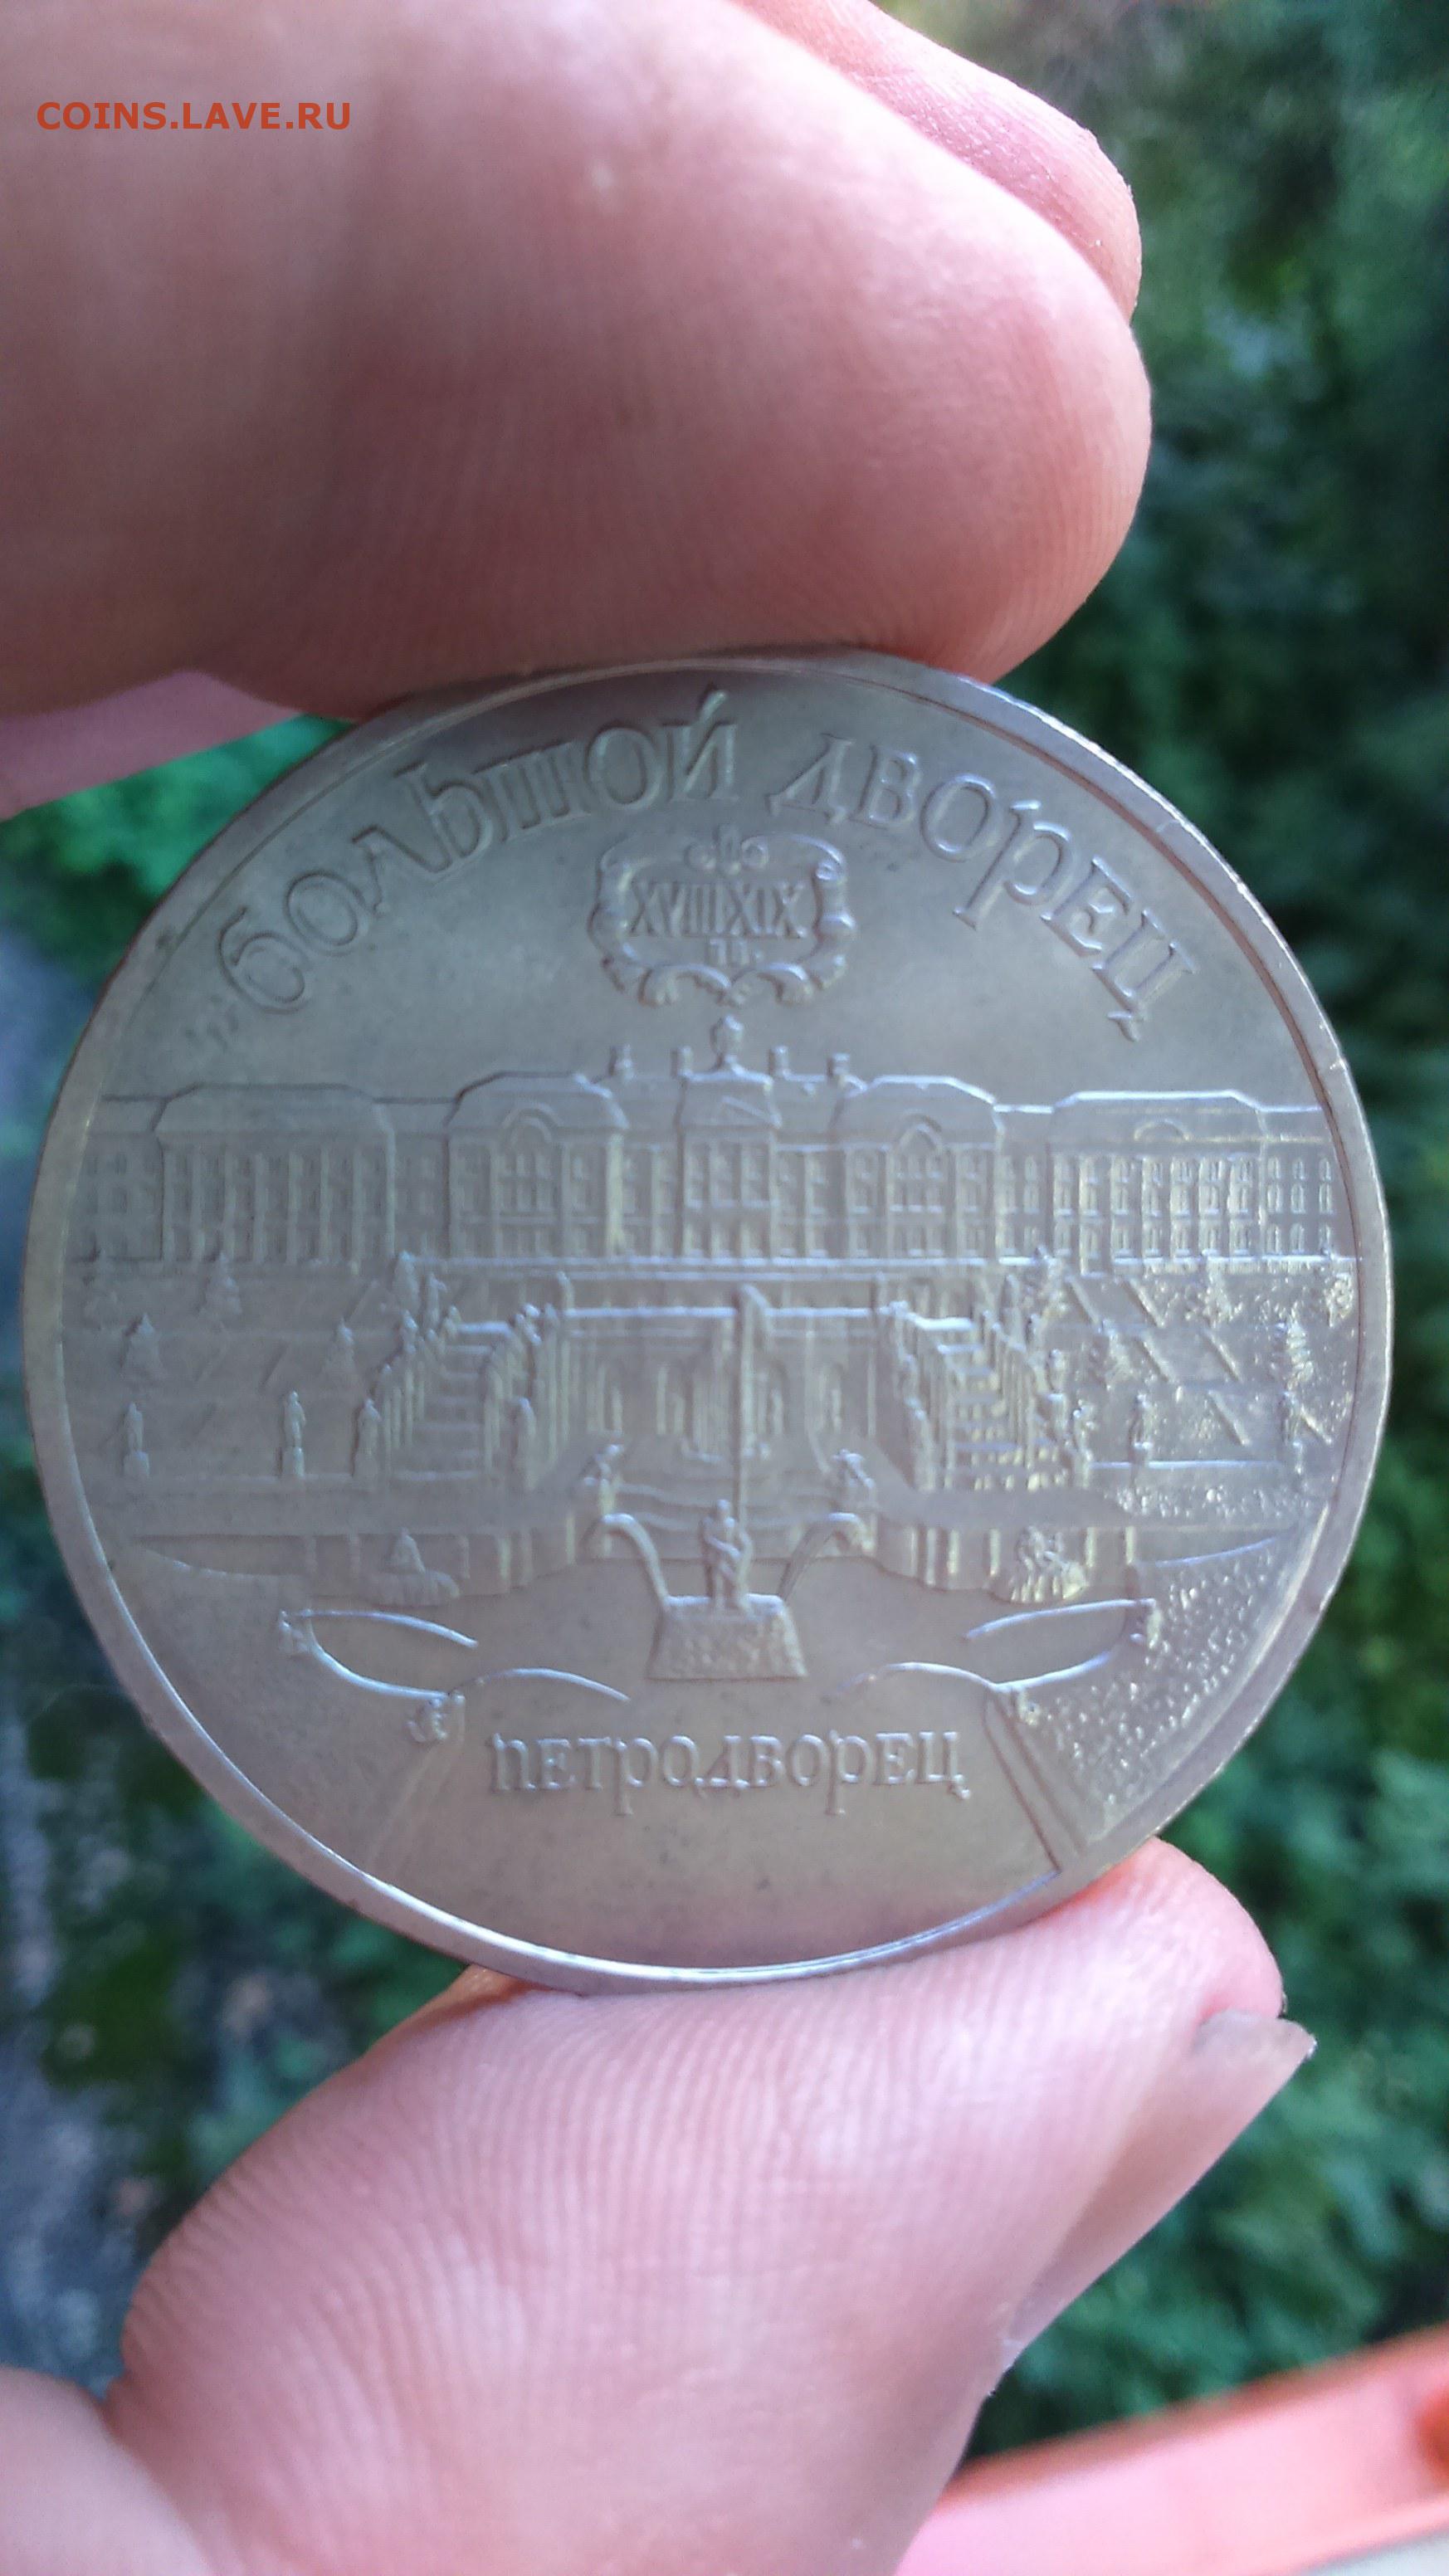 COINS.LAVE.RU
БОЛЬШОЙ ДВОРЕЦ
XVIII XIX
ВВ.
ПЕТРОДВОРЕЦ